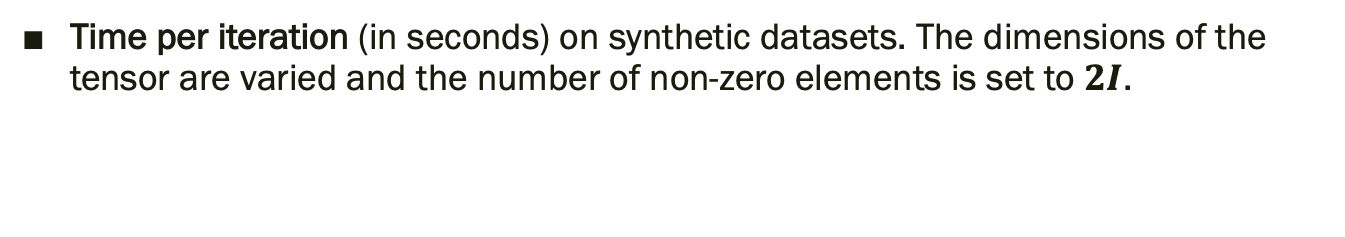 ■ Time per iteration (in seconds) on synthetic datasets. The dimensions of the
tensor are varied and the number of non-zero elements is set to 2I.